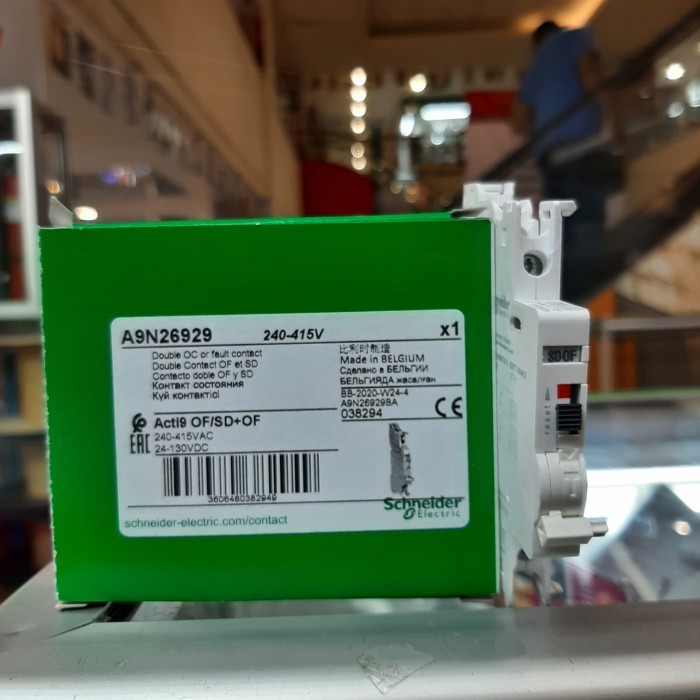 A9N26929 240-415V x1
Double OC or fault contact
Double Contact OF et SD
Contacto doble OF y SD
Контакт состояния
Күй контактісі
比利时制造
Made in BELGIUM
Сделано в БЕЛЬГИИ
БЕЛЬГИЯДА жасалған
BB-2020-W24-4
A9N26929BA
038294 CE
EAC
Acti9 OF/SD+OF
240-415VAC
24-130VDC
3606480382949
schneider-electric.com/contact
Schneider
Electric
SD OF
reset